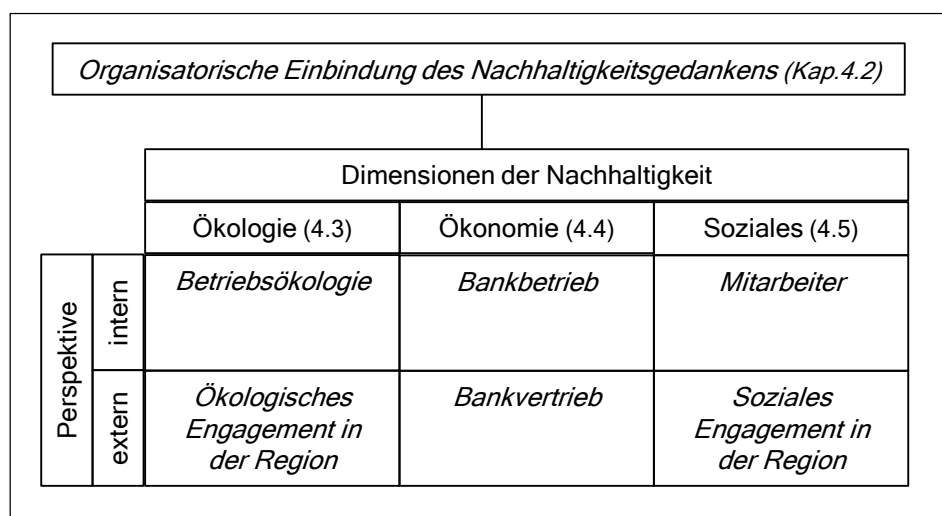 Organisatorische Einbindung des Nachhaltigkeitsgedankens (Kap.4.2)
Dimensionen der Nachhaltigkeit
Ökologie (4.3)
Ökonomie (4.4)
Soziales (4.5)
Perspektive
intern
Betriebsökologie
Bankbetrieb
Mitarbeiter
extern
Ökologisches
Engagement in
der Region
Bankvertrieb
Soziales
Engagement in
der Region